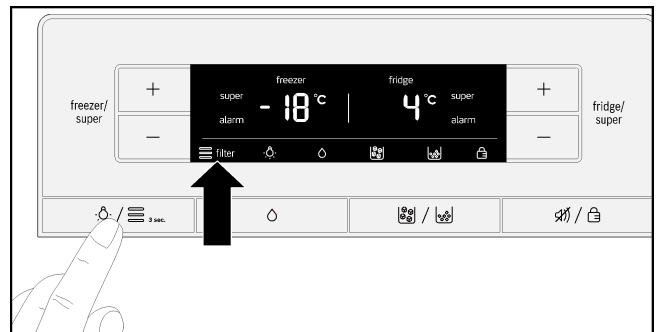 freezer/
super
+
−
freezer
super
alarm
- 18 °C
fridge
4 °C
super
alarm
filter
+
−
fridge/
super
/ 3 sec.
/
/